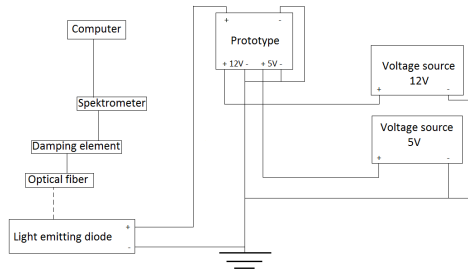 Computer
+ -
Prototype
+ 12V - + 5V -
Voltage source
12V
+ -
Spektrometer
Voltage source
5V
+ -
Damping element
Optical fiber
Light emitting diode
+
-